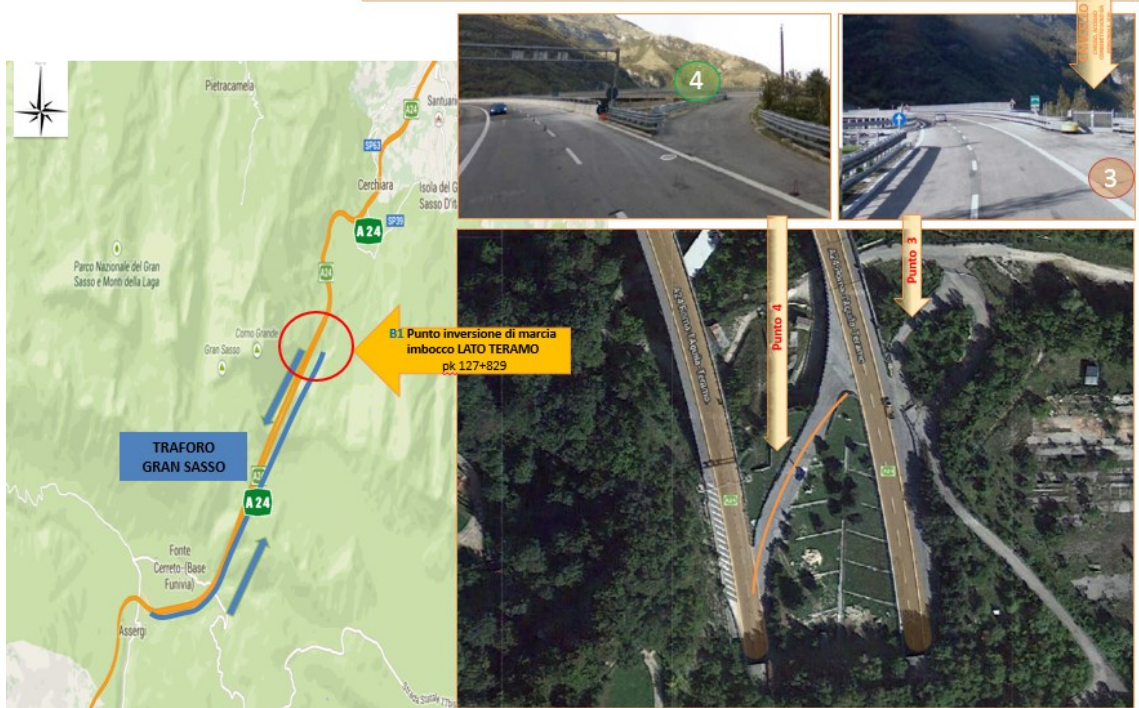 Pietracamela
A24
Santuar
SP63
Cerchiara
Isola del G
Sasso D'it
SP39
A 24
A24
Parco Nazionale del Gran
Sasso e Monti della Laga
Corno Grande
Gran Sasso
B1 Punto inversione di marcia
imbocco LATO TERAMO
pk 127+829
TRAFORO
GRAN SASSO
A24
A 24
Fonte
Cerreto (Base
Funivia)
Assergi
4
3
Punto 4
Punto 3
A24
A24